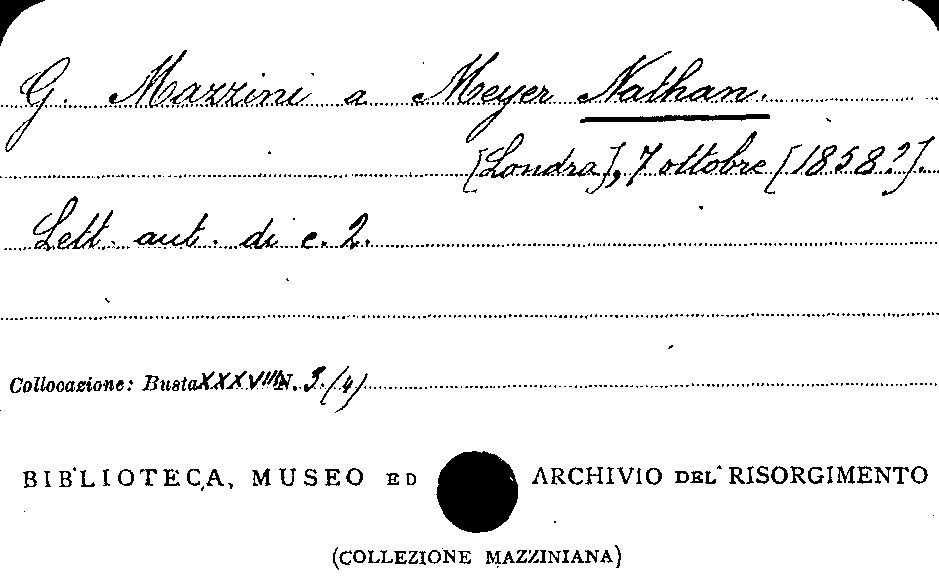 G. Mazzini a Meyer Nathan.
[Londra], 7 ottobre [1858?].
Lett. aut. di c. 2.
Collocazione: Busta XXXVIII N. 3. (4)
BIBLIOTECA, MUSEO ED ARCHIVIO DEL RISORGIMENTO
(COLLEZIONE MAZZINIANA)